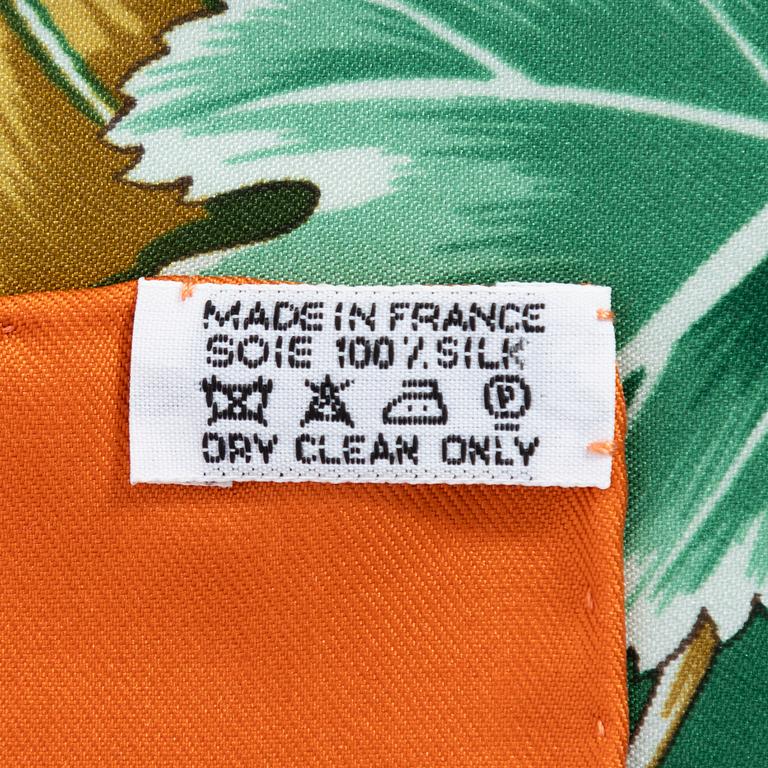 MADE IN FRANCE
SOIE 100% SILK
P
DRY CLEAN ONLY